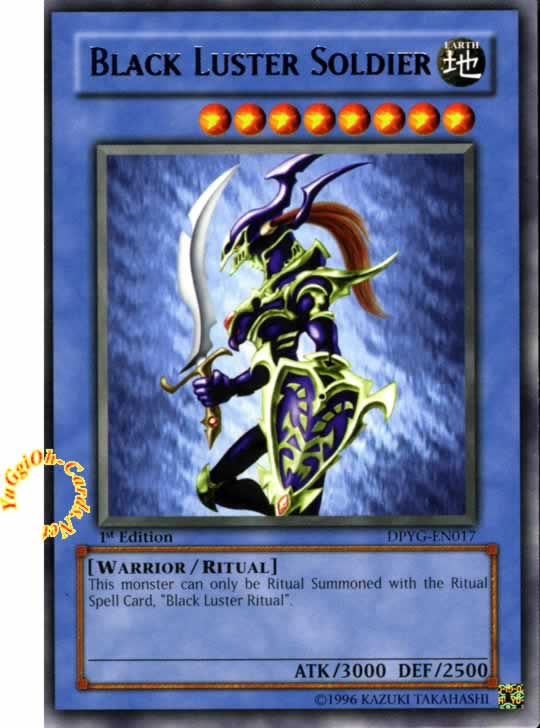 BLACK LUSTER SOLDIER
EARTH
地
1st Edition
DPYG-EN017
[WARRIOR/RITUAL]
This monster can only be Ritual Summoned with the Ritual
Spell Card, "Black Luster Ritual".
ATK/3000 DEF/2500
©1996 KAZUKI TAKAHASHI
YuGgiOh-Cards.Net